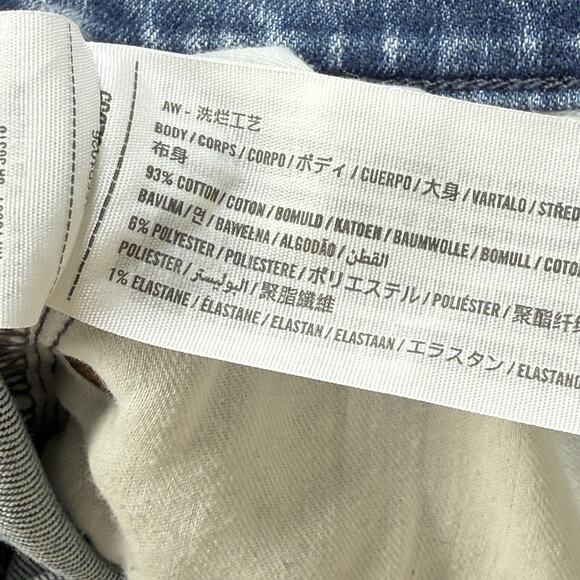 AW - 洗烂工艺
BODY / CORPS / CORPO / ボディ / CUERPO / 大身 / VARTALO / STŘED
布身
93% COTTON / COTON / BOMULD / KATOEN / BAUMWOLLE / BOMULL / COTO
BAVLNA / 면 / BAWEŁNA / ALGODÃO / القطن
6% POLYESTER / POLIESTERE / ポリエステル / POLIÉSTER / 聚酯纤维
POLIESTER / البوليستر / 聚脂纖維
1% ELASTANE / ÉLASTANE / ELASTAN / ELASTAAN / エラスタン / ELASTANO